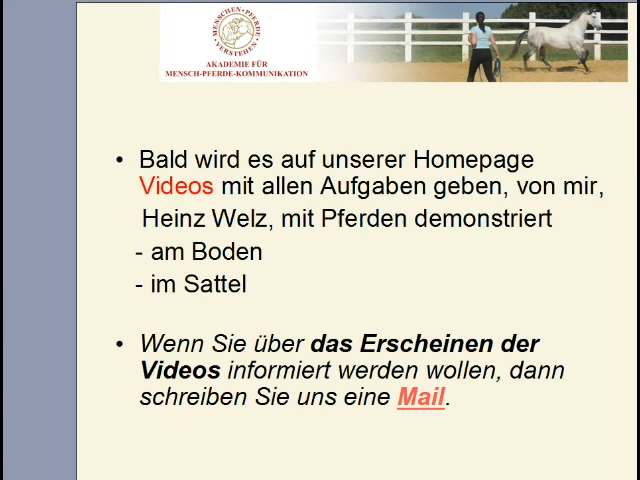 MENSCHEN · PFERDE
VERSTEHEN
AKADEMIE FÜR
MENSCH-PFERDE-KOMMUNIKATION
• Bald wird es auf unserer Homepage
Videos mit allen Aufgaben geben, von mir,
Heinz Welz, mit Pferden demonstriert
- am Boden
- im Sattel
• Wenn Sie über das Erscheinen der
Videos informiert werden wollen, dann
schreiben Sie uns eine Mail.